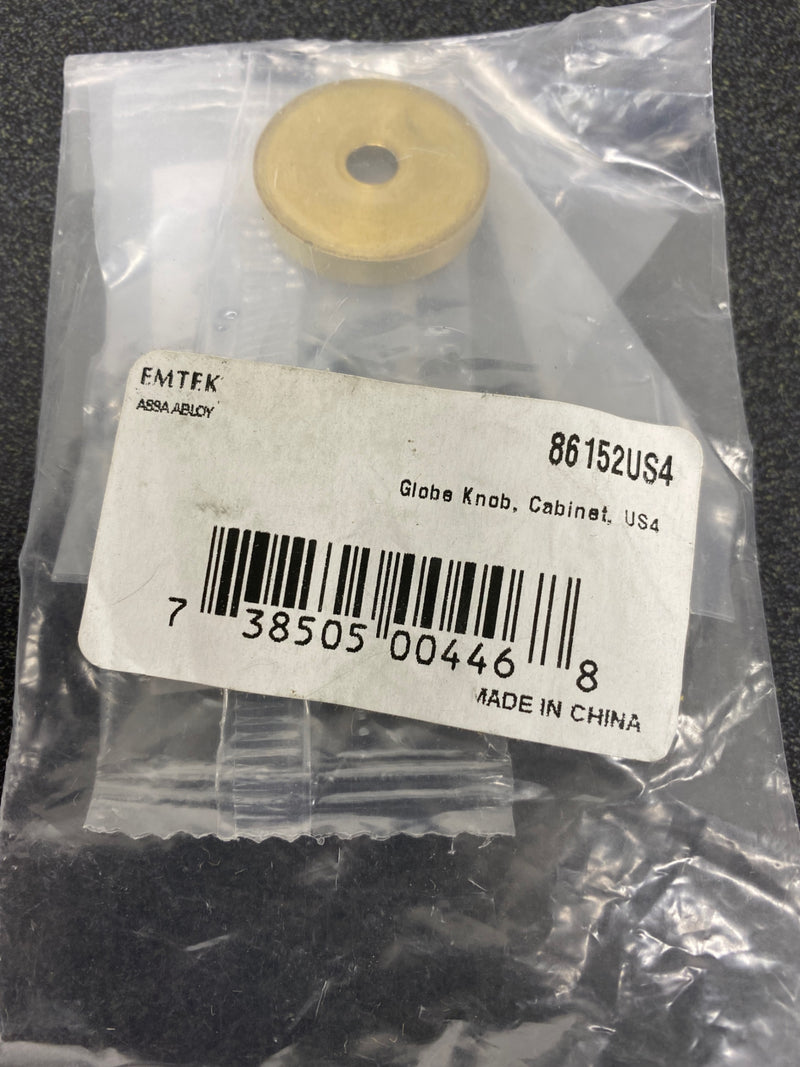 EMTEK
ASSA ABLOY
86152US4
Globe Knob, Cabinet, US4
7 38505 00446 8
MADE IN CHINA